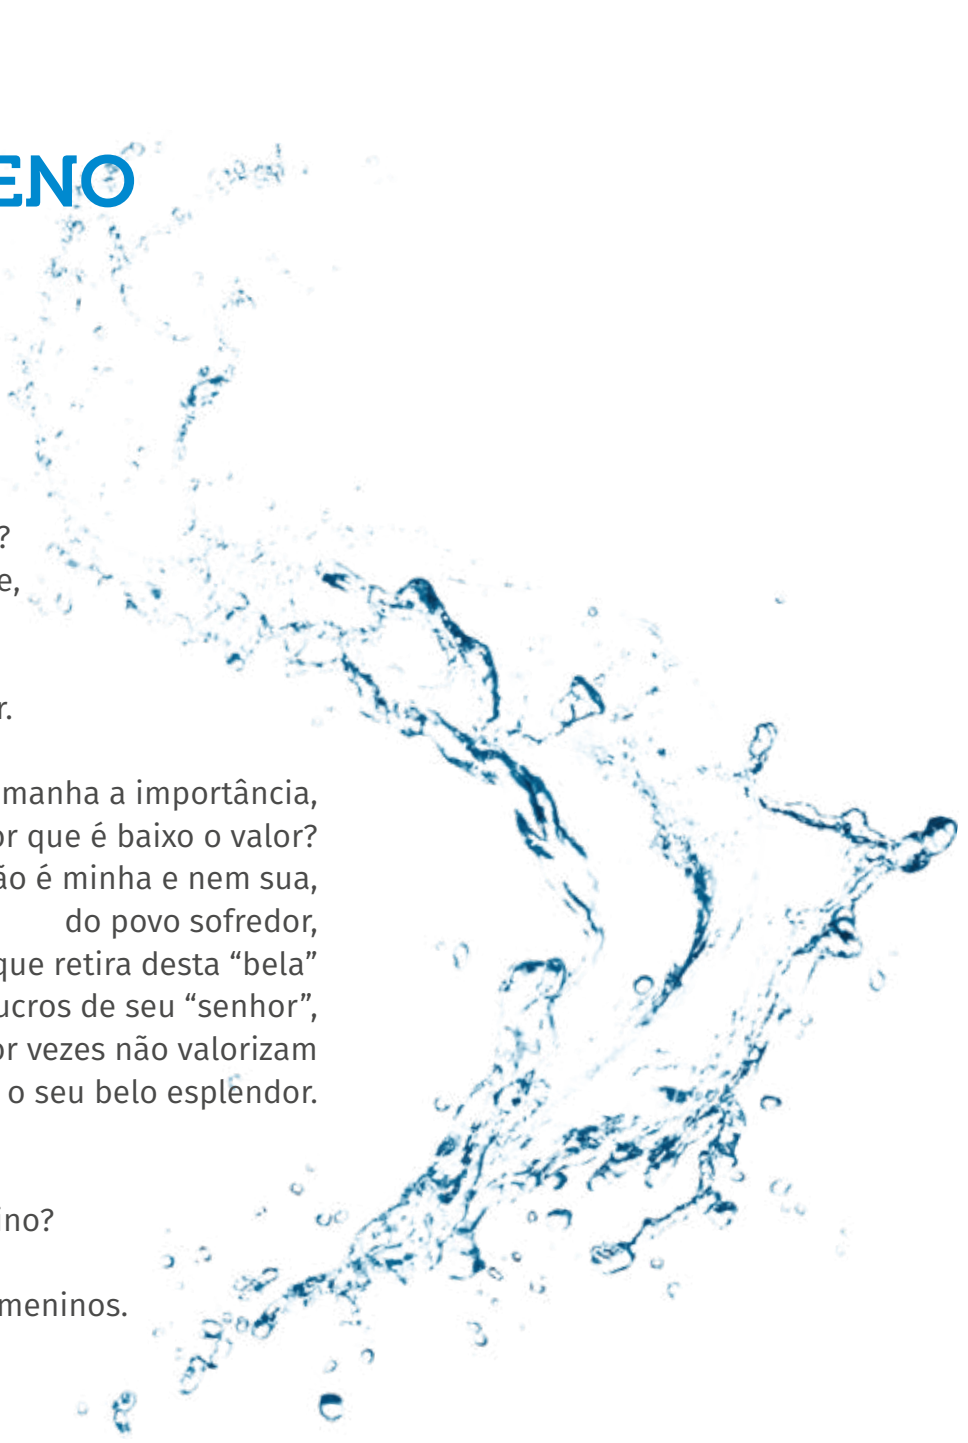 ENO
?
e,
r.
manha a importância,
or que é baixo o valor?
ão é minha e nem sua,
do povo sofredor,
que retira desta “bela”
ucros de seu “senhor”,
or vezes não valorizam
o seu belo esplendor.
ino?
meninos.